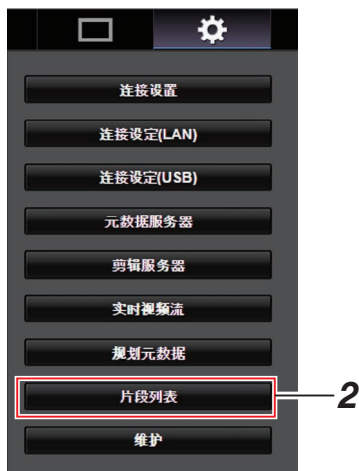 连接设置
连接设定(LAN)
连接设定(USB)
元数据服务器
剪辑服务器
实时视频流
规划元数据
片段列表
2
维护